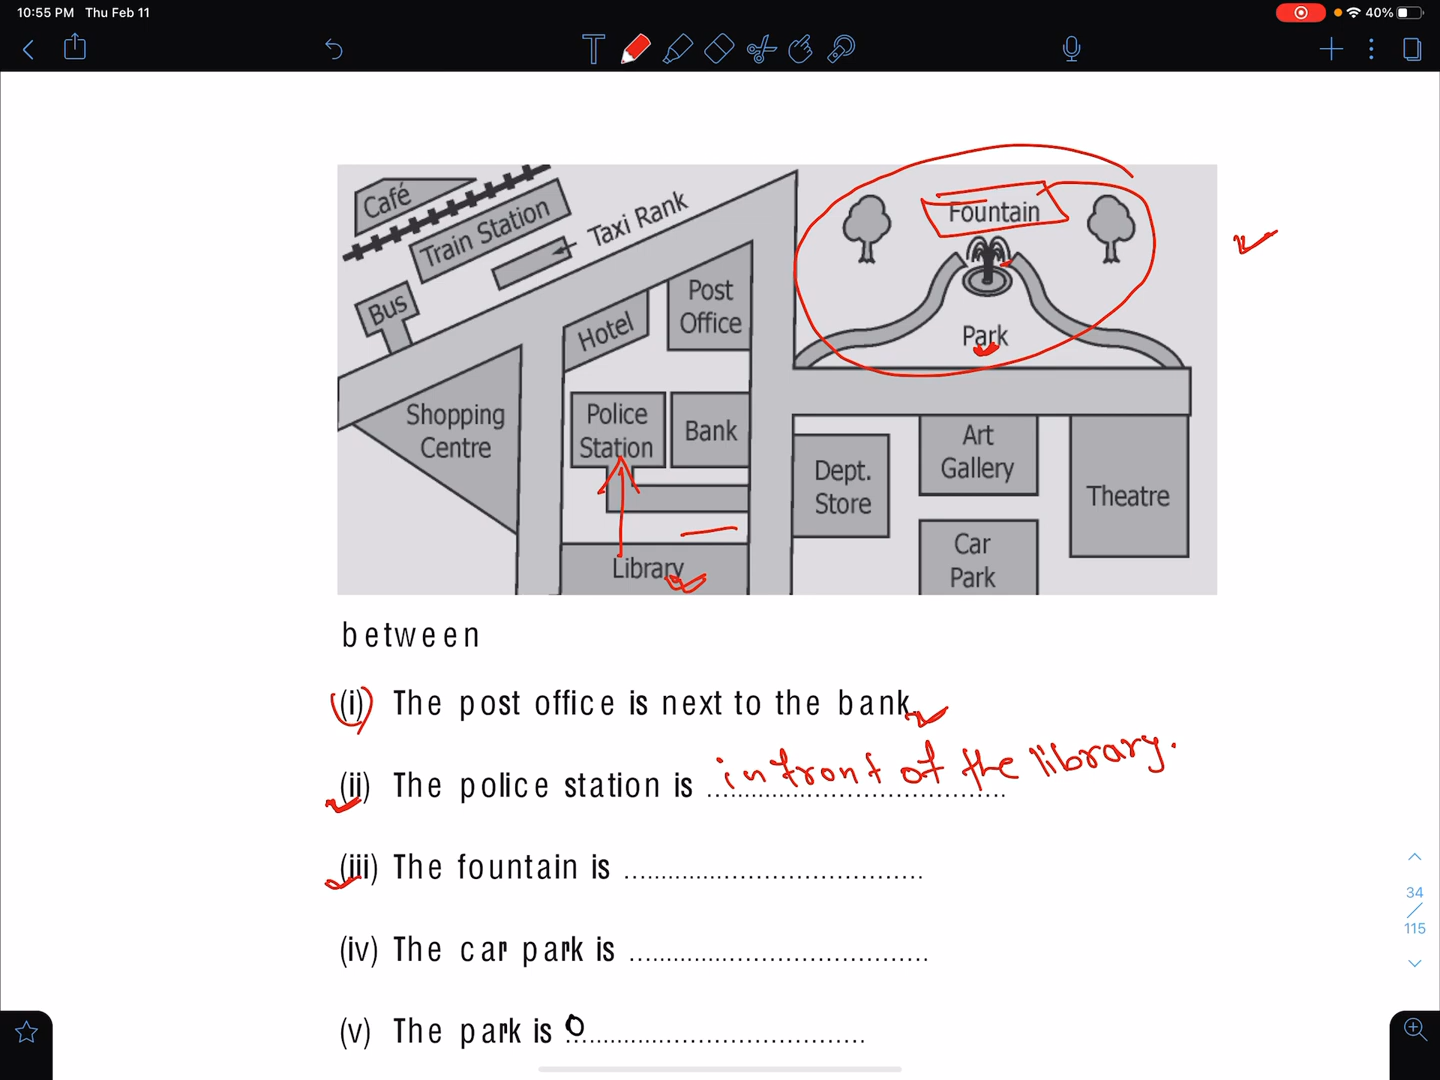 10:55 PM Thu Feb 11
40%
Café
Train Station
Taxi Rank
Bus
Hotel
Post
Office
Fountain
Park
Shopping
Centre
Police
Station
Bank
Dept.
Store
Art
Gallery
Theatre
Car
Park
Library
between
(i) The post office is next to the bank.
(ii) The police station is infront of the library.
(iii) The fountain is ........................................
(iv) The car park is ........................................
(v) The park is O........................................
34
/
115